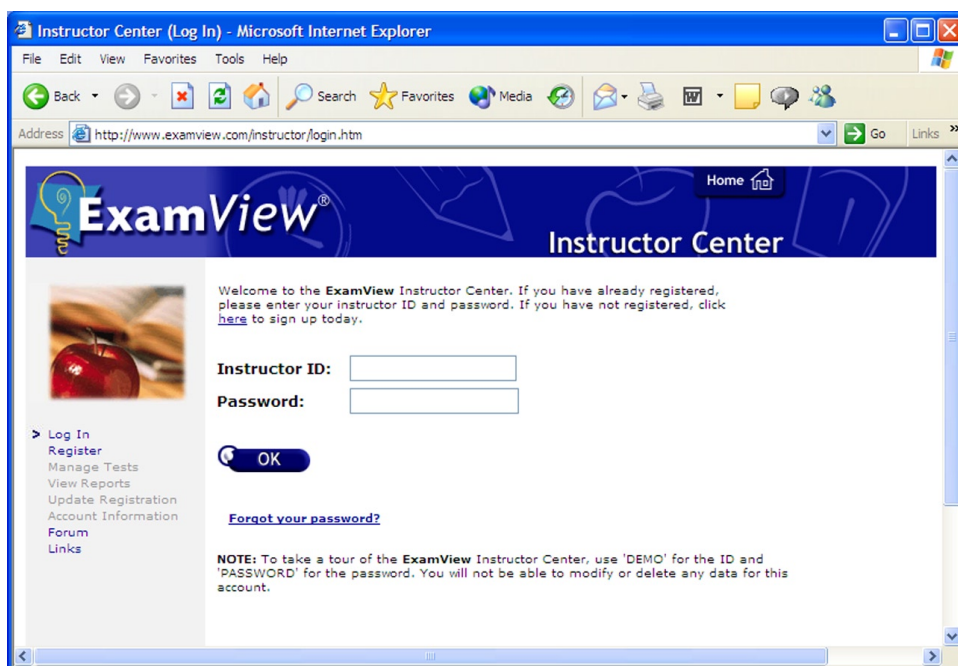 Instructor Center (Log In) - Microsoft Internet Explorer
File Edit View Favorites Tools Help
Back Search Favorites Media
Address http://www.examview.com/instructor/login.htm Go Links »
ExamView®
Home
Instructor Center
Welcome to the ExamView Instructor Center. If you have already registered,
please enter your instructor ID and password. If you have not registered, click
here to sign up today.
Instructor ID:
Password:
OK
> Log In
Register
Manage Tests
View Reports
Update Registration
Account Information
Forum
Links
Forgot your password?
NOTE: To take a tour of the ExamView Instructor Center, use 'DEMO' for the ID and
'PASSWORD' for the password. You will not be able to modify or delete any data for this
account.